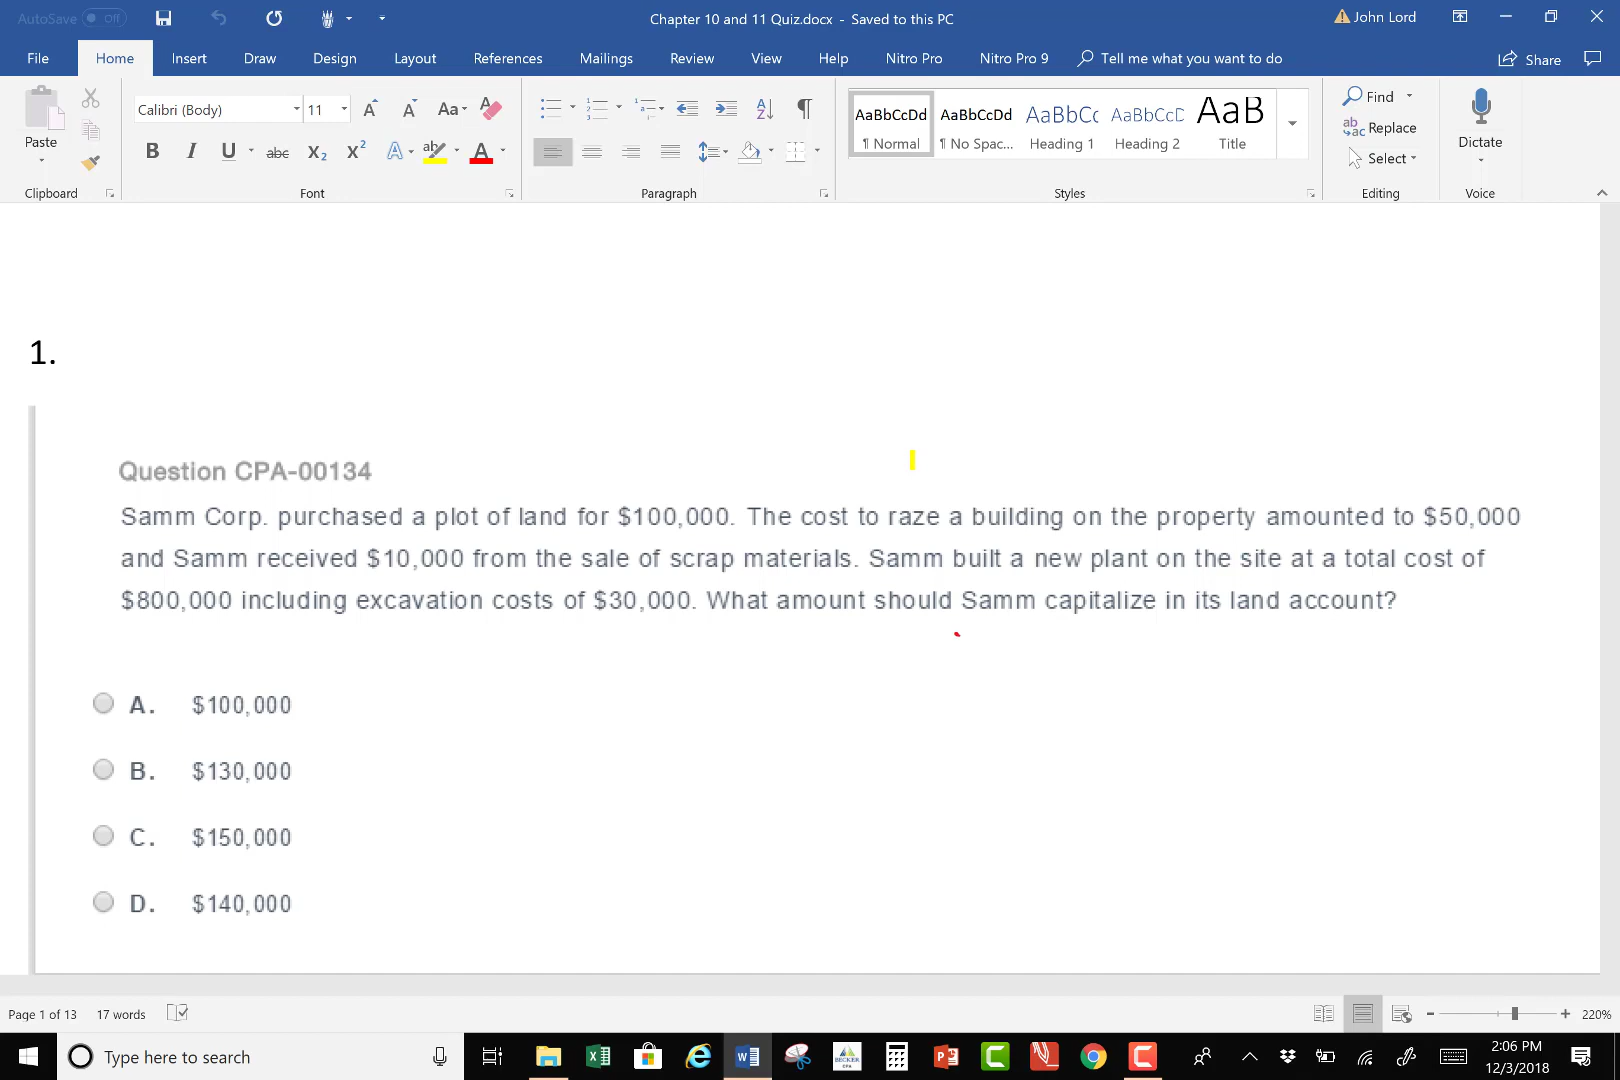 AutoSave Off
Chapter 10 and 11 Quiz.docx - Saved to this PC
John Lord
File Home Insert Draw Design Layout References Mailings Review View Help Nitro Pro Nitro Pro 9 Tell me what you want to do Share
Paste
Calibri (Body) 11
Aa
B I U abc X2 X2 A ab A
AaBbCcDd AaBbCcDd AaBbCc AaBbCcD AaB
¶ Normal ¶ No Spac... Heading 1 Heading 2 Title
Find
Replace
Select
Dictate
Clipboard Font Paragraph Styles Editing Voice
1.
Question CPA-00134
Samm Corp. purchased a plot of land for $100,000. The cost to raze a building on the property amounted to $50,000
and Samm received $10,000 from the sale of scrap materials. Samm built a new plant on the site at a total cost of
$800,000 including excavation costs of $30,000. What amount should Samm capitalize in its land account?
A. $100,000
B. $130,000
C. $150,000
D. $140,000
Page 1 of 13 17 words 220%
Type here to search
2:06 PM
12/3/2018